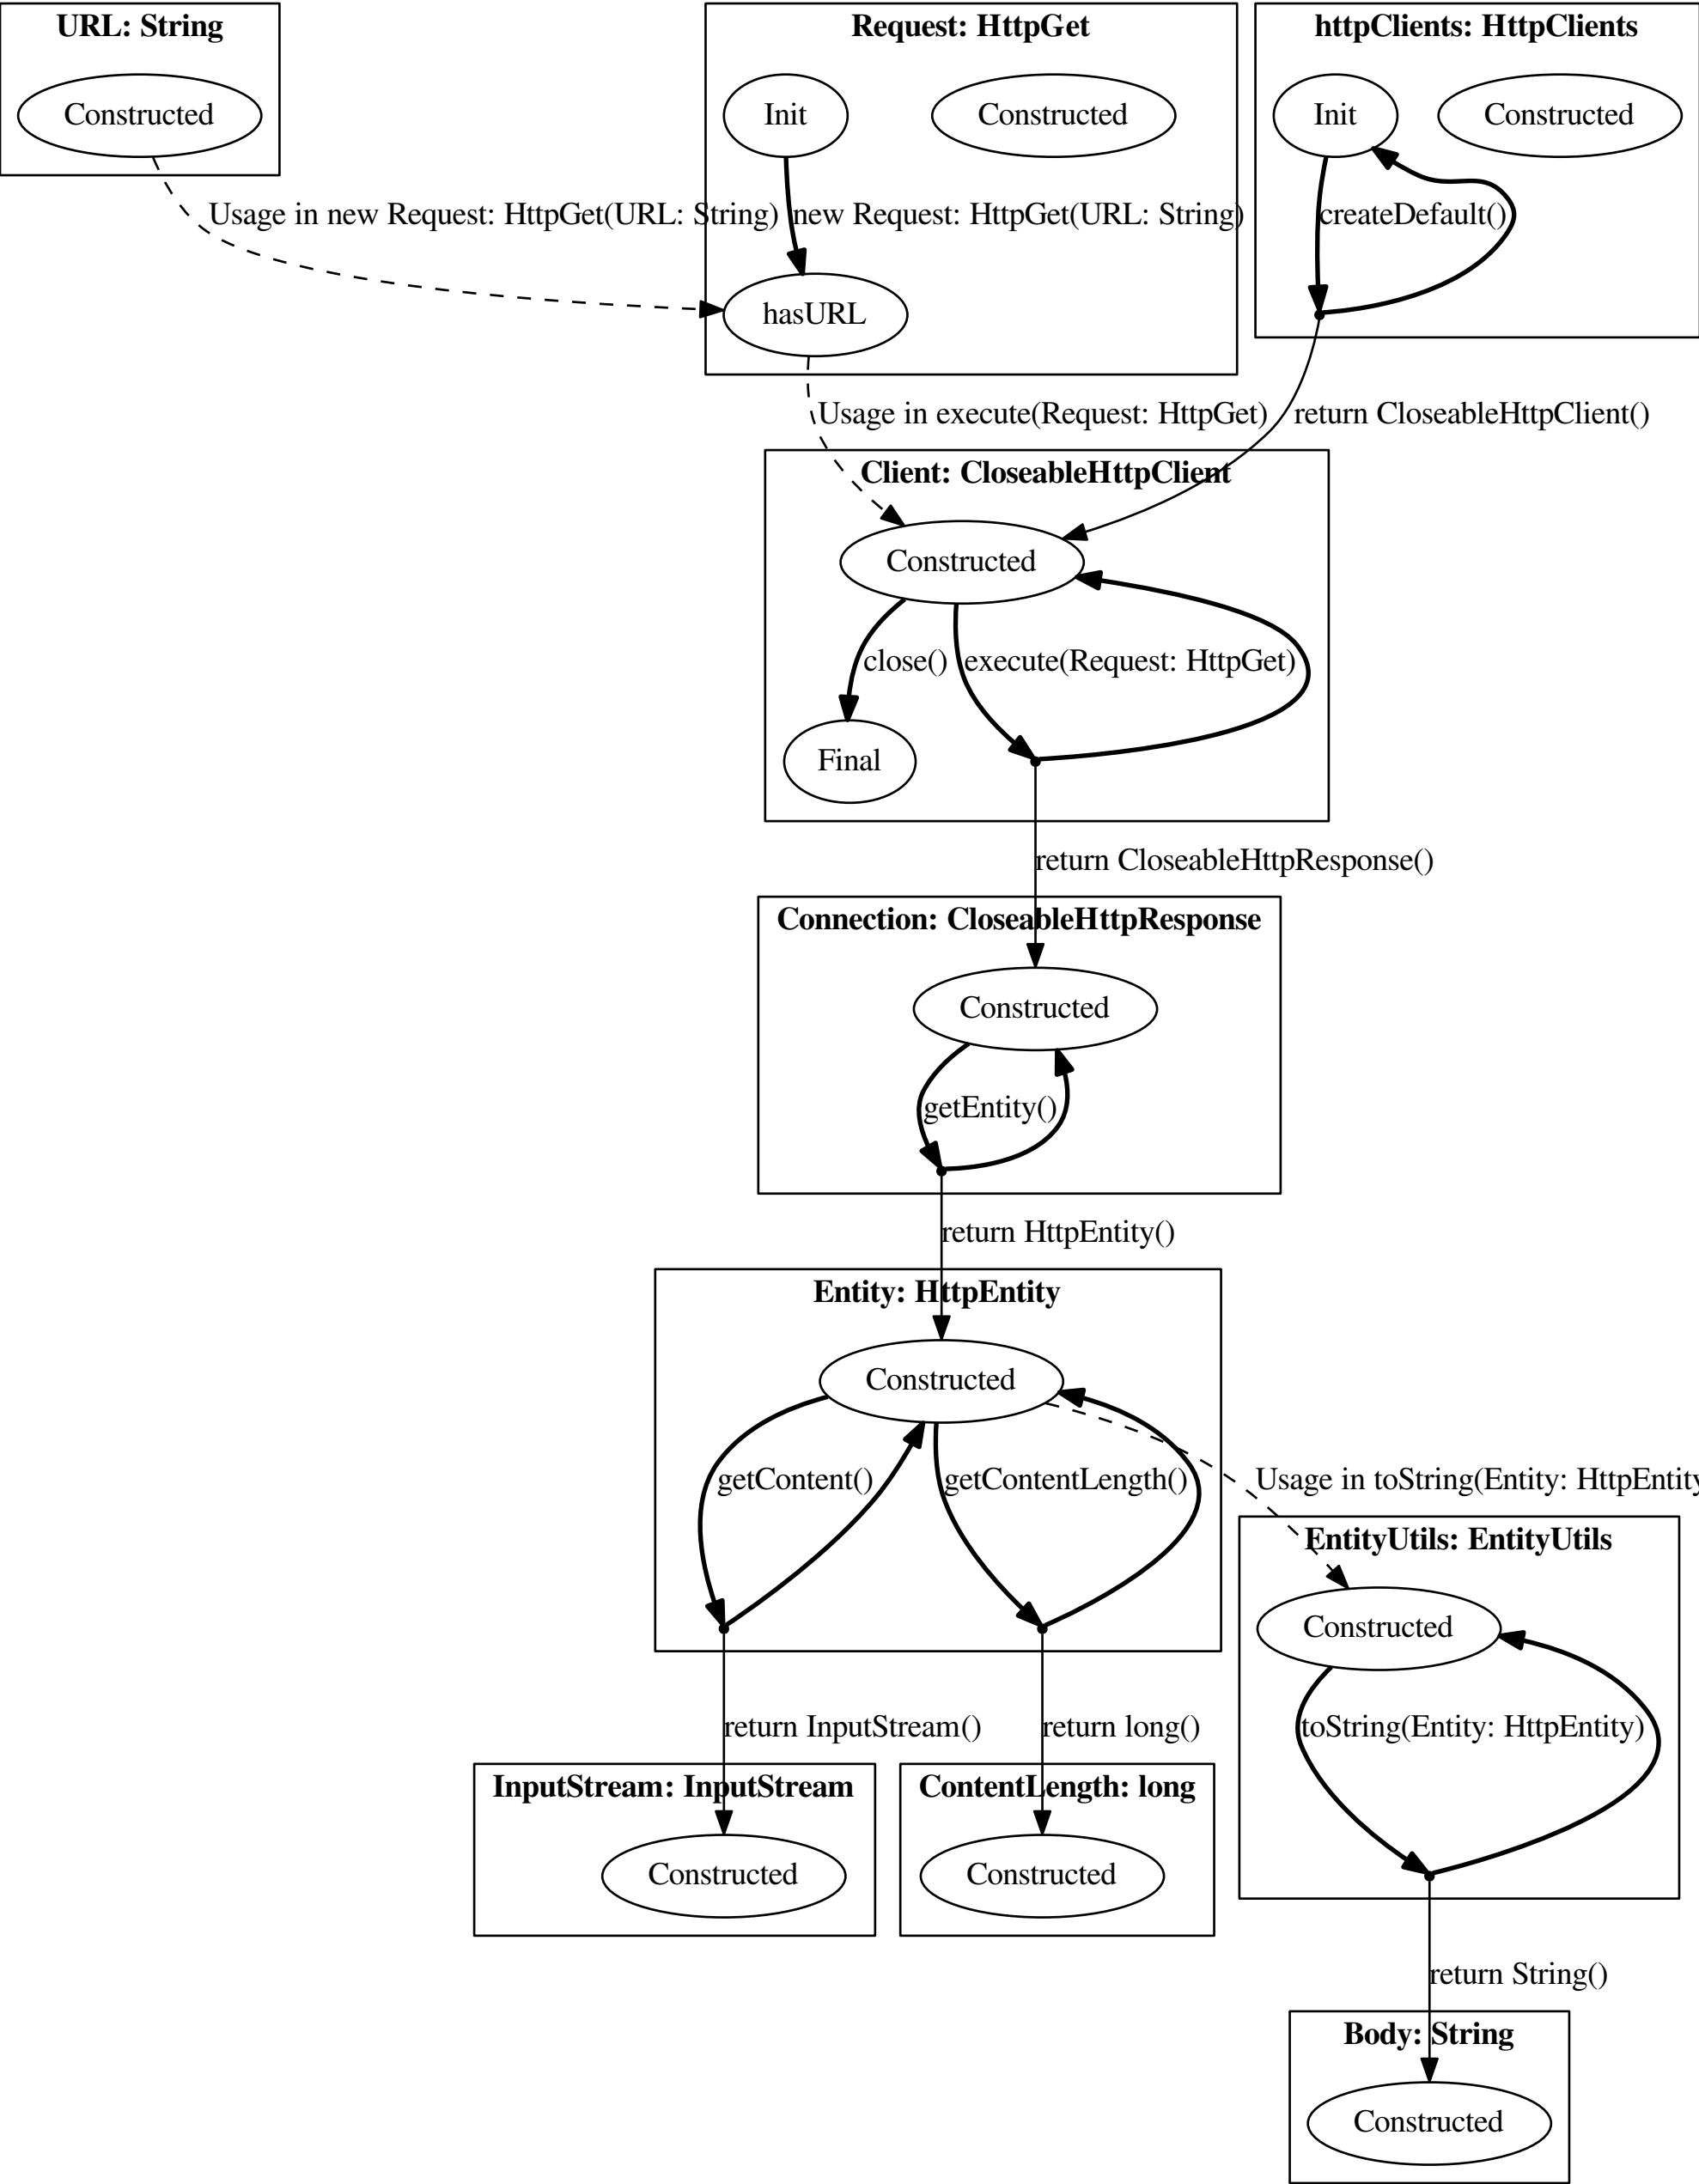 URL: String
Request: HttpGet
httpClients: HttpClients
Constructed
Init
Constructed
Init
Constructed
Usage in new Request: HttpGet(URL: String)
new Request: HttpGet(URL: String)
createDefault()
hasURL
Usage in execute(Request: HttpGet)
return CloseableHttpClient()
Client: CloseableHttpClient
Constructed
close()
execute(Request: HttpGet)
Final
return CloseableHttpResponse()
Connection: CloseableHttpResponse
Constructed
getEntity()
return HttpEntity()
Entity: HttpEntity
Constructed
getContent()
getContentLength()
Usage in toString(Entity: HttpEntity
EntityUtils: EntityUtils
Constructed
return InputStream()
return long()
toString(Entity: HttpEntity)
InputStream: InputStream
ContentLength: long
Constructed
Constructed
return String()
Body: String
Constructed